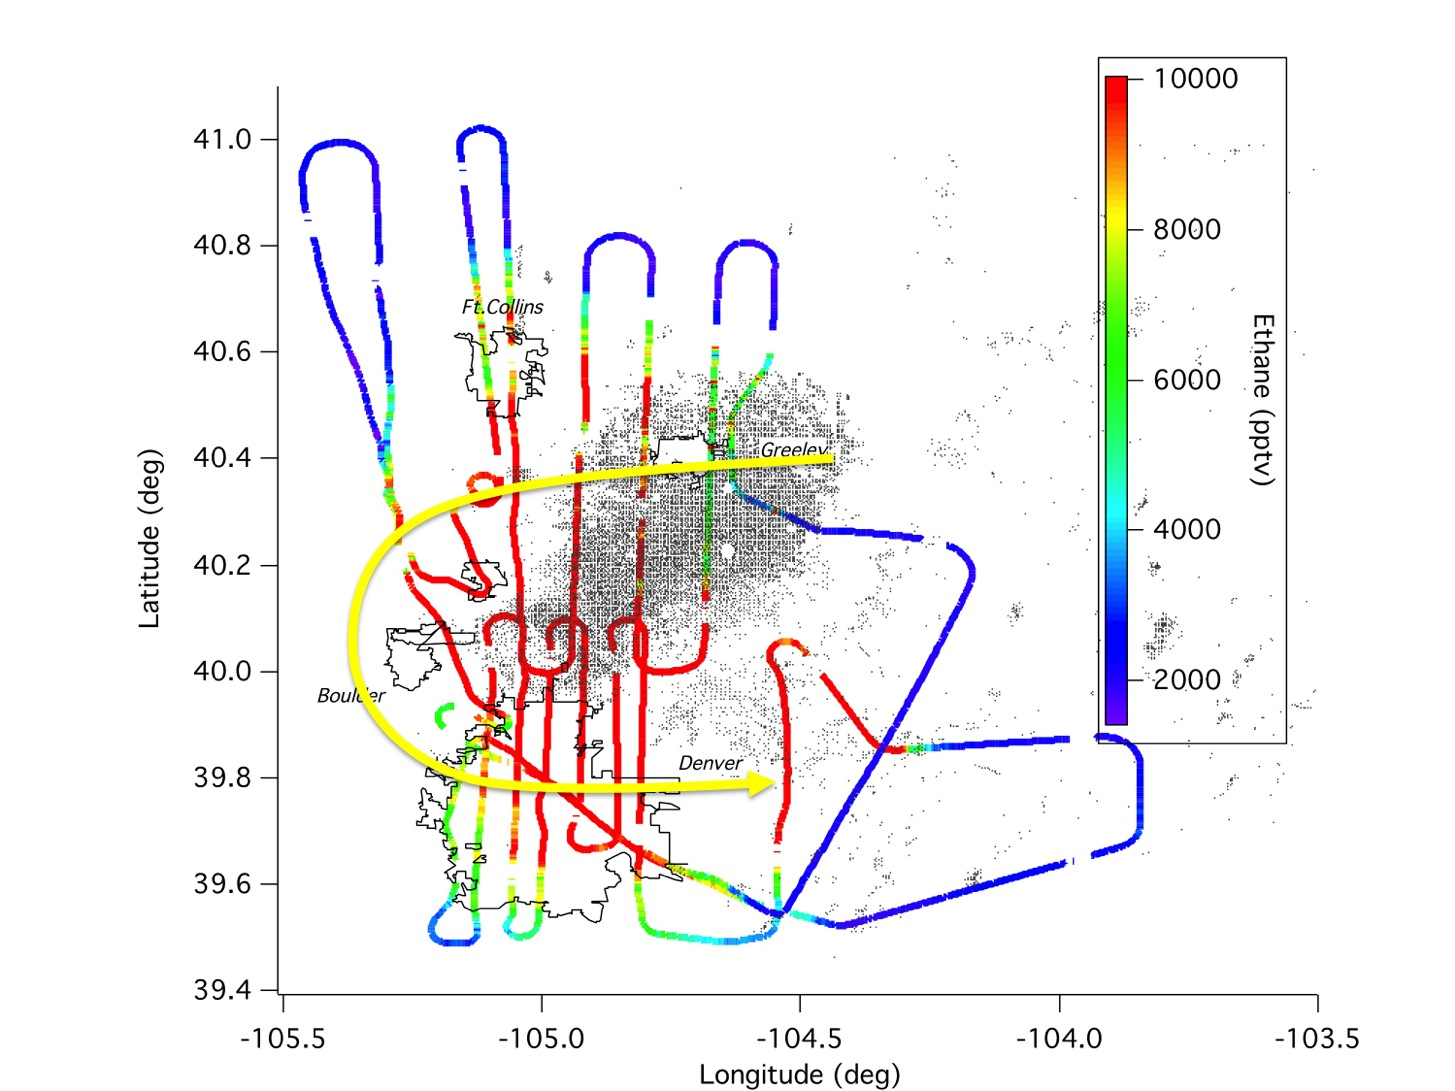 10000
8000
6000
4000
2000
Ethane (pptv)
41.0
40.8
40.6
40.4
40.2
40.0
39.8
39.6
39.4
Latitude (deg)
Ft.Collins
Greeley
Boulder
Denver
-105.5
-105.0
-104.5
-104.0
-103.5
Longitude (deg)